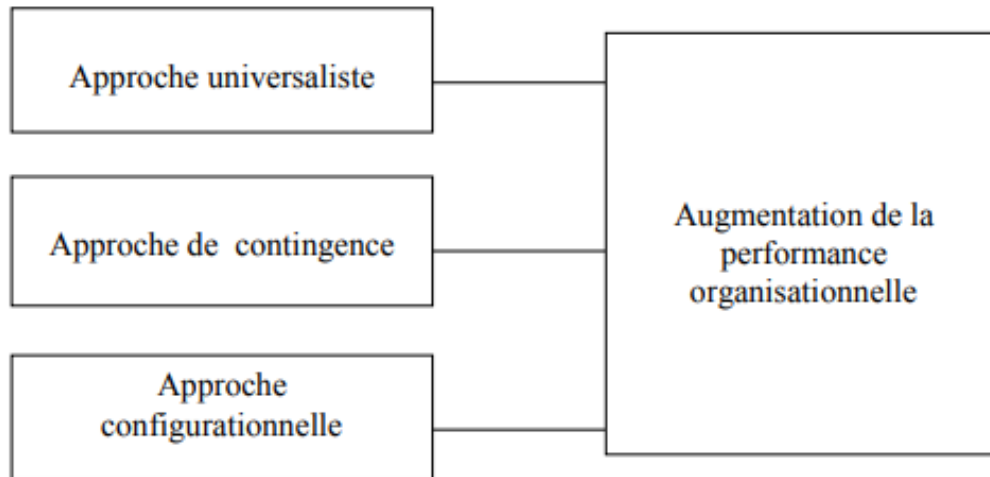 Approche universaliste
Approche de contingence
Approche
configurationnelle
Augmentation de la
performance
organisationnelle